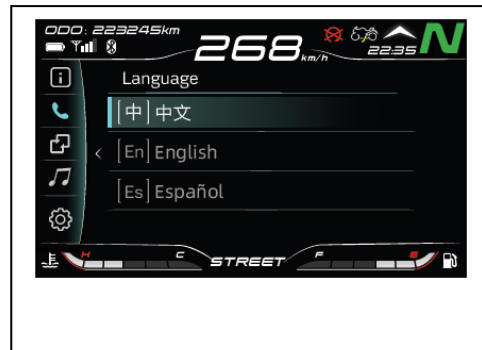 ODO: 223245km
268 km/h
22:35
N
Language
[中] 中文
[En] English
[Es] Español
H C
STREET
F E